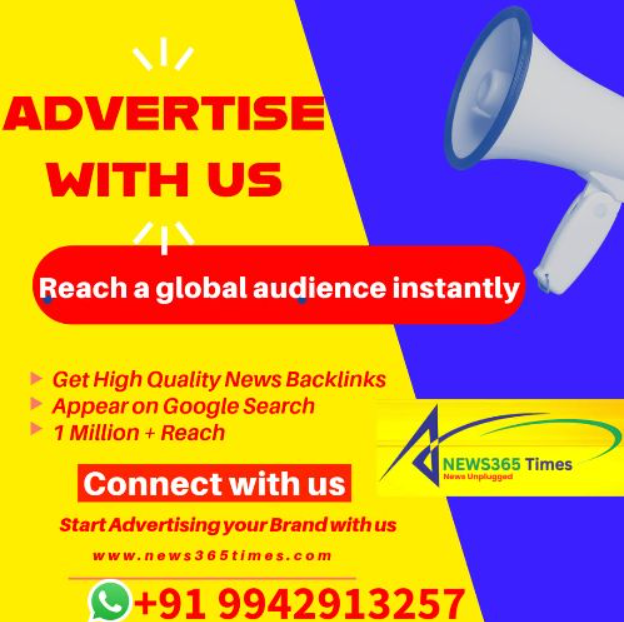 ADVERTISE
WITH US
Reach a global audience instantly
Get High Quality News Backlinks
Appear on Google Search
1 Million + Reach
NEWS365 Times
News Unplugged
Connect with us
Start Advertising your Brand with us
www.news365times.com
+91 9942913257